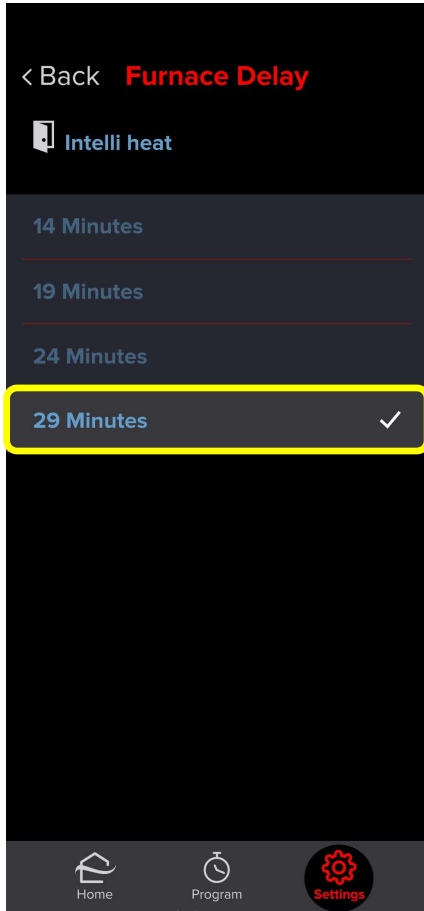 Back Furnace Delay
Intelli heat
14 Minutes
19 Minutes
24 Minutes
29 Minutes
Home Program Settings